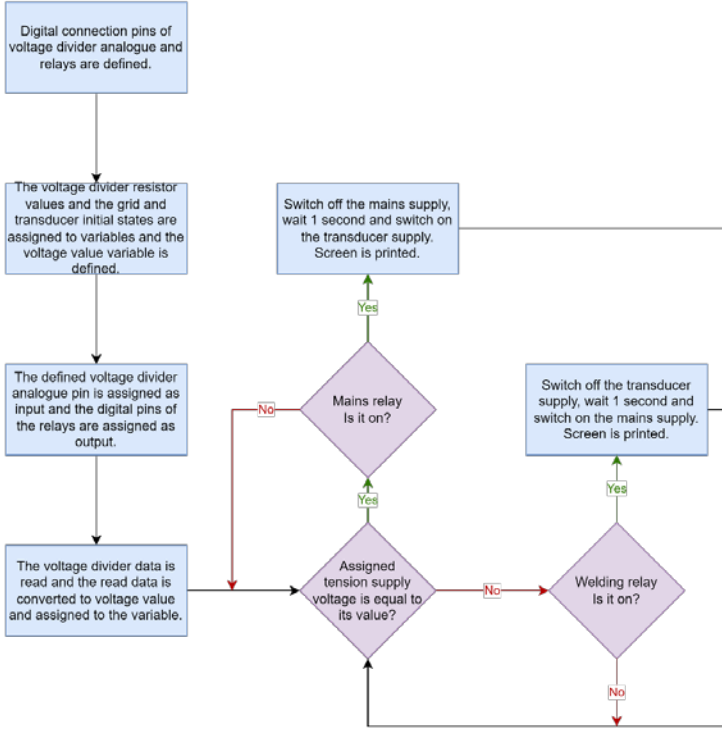 Digital connection pins of
voltage divider analogue and
relays are defined.
The voltage divider resistor
values and the grid and
transducer initial states are
assigned to variables and the
voltage value variable is
defined.
Switch off the mains supply,
wait 1 second and switch on
the transducer supply.
Screen is printed.
Yes
The defined voltage divider
analogue pin is assigned as
input and the digital pins of
the relays are assigned as
output.
No
Mains relay
Is it on?
Switch off the transducer
supply, wait 1 second and
switch on the mains supply.
Screen is printed.
Yes
Yes
The voltage divider data is
read and the read data is
converted to voltage value
and assigned to the variable.
Assigned
tension supply
voltage is equal to
its value?
No
Welding relay
Is it on?
No